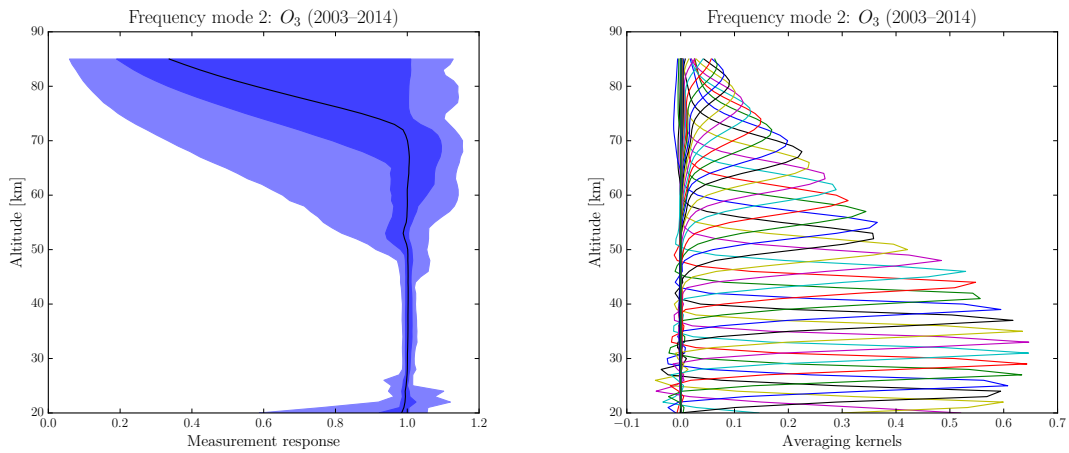 Frequency mode 2: O₃ (2003–2014)
90
80
70
60
50
40
30
20
Altitude [km]
0.0 0.2 0.4 0.6 0.8 1.0 1.2
Measurement response
Frequency mode 2: O₃ (2003–2014)
90
80
70
60
50
40
30
20
Altitude [km]
−0.1 0.0 0.1 0.2 0.3 0.4 0.5 0.6 0.7
Averaging kernels